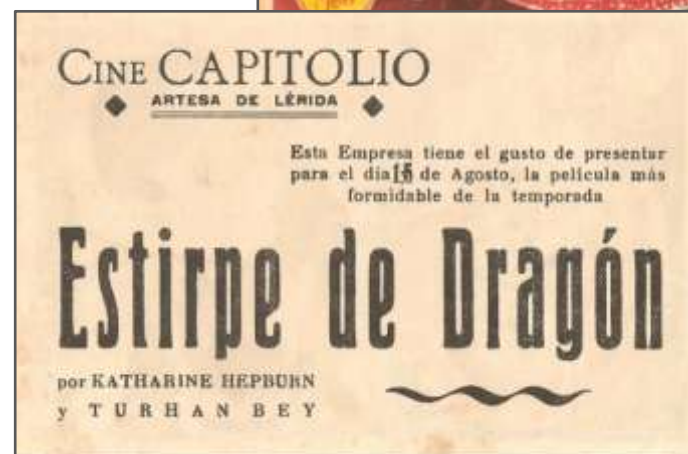 CINE CAPITOLIO
ARTESA DE LÉRIDA
Esta Empresa tiene el gusto de presentar
para el día 15 de Agosto, la película más
formidable de la temporada
Estirpe de Dragón
por KATHARINE HEPBURN
y TURHAN BEY